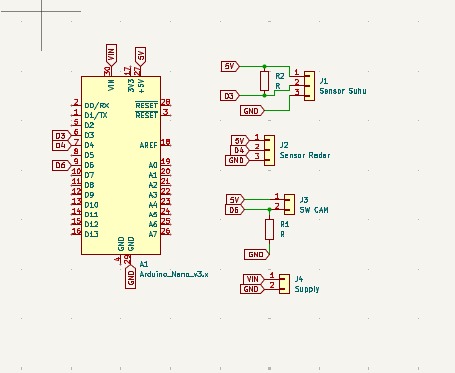 VIN
5V
30
17
27
VIN
3V3
+5V
2
D0/RX
RESET
28
1
D1/TX
RESET
3
5
D2
D3
6
D3
D4
7
D4
AREF
18
8
D5
D6
9
D6
A0
19
10
D7
A1
20
11
D8
A2
21
12
D9
A3
22
13
D10
A4
23
14
D11
A5
24
15
D12
A6
25
16
D13
A7
26
GND
GND
4
29
GND
A1
Arduino_Nano_v3.x
5V
R2
R
D3
GND
1
2
3
J1
Sensor Suhu
5V
D4
GND
1
2
3
J2
Sensor Radar
5V
D6
1
2
J3
SW CAM
R1
R
GND
VIN
GND
1
2
J4
Supply